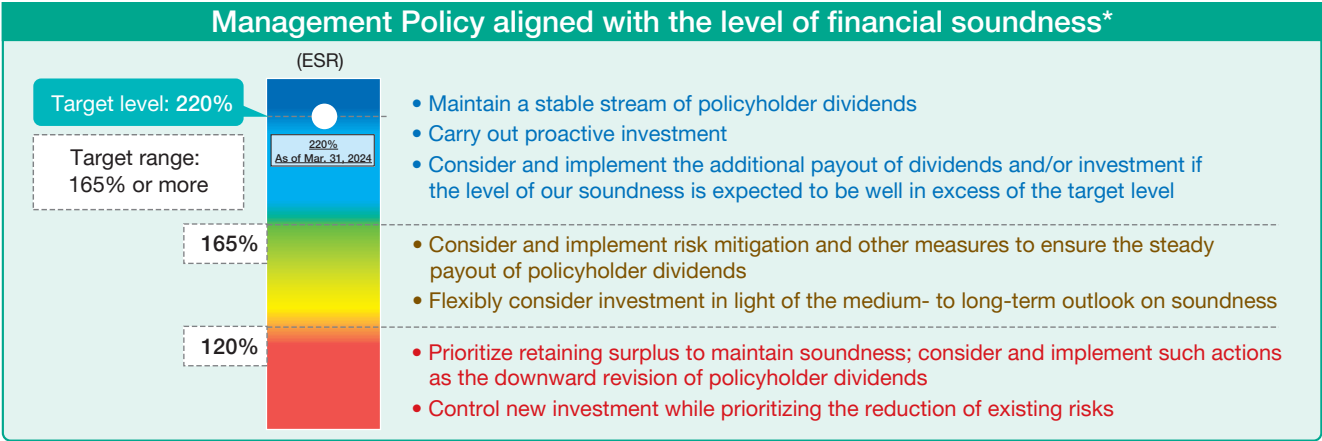 Management Policy aligned with the level of financial soundness*
(ESR)
Target level: 220%
220%
As of Mar. 31, 2024
Target range:
165% or more
• Maintain a stable stream of policyholder dividends
• Carry out proactive investment
• Consider and implement the additional payout of dividends and/or investment if
the level of our soundness is expected to be well in excess of the target level
165%
• Consider and implement risk mitigation and other measures to ensure the steady
payout of policyholder dividends
• Flexibly consider investment in light of the medium- to long-term outlook on soundness
120%
• Prioritize retaining surplus to maintain soundness; consider and implement such actions
as the downward revision of policyholder dividends
• Control new investment while prioritizing the reduction of existing risks